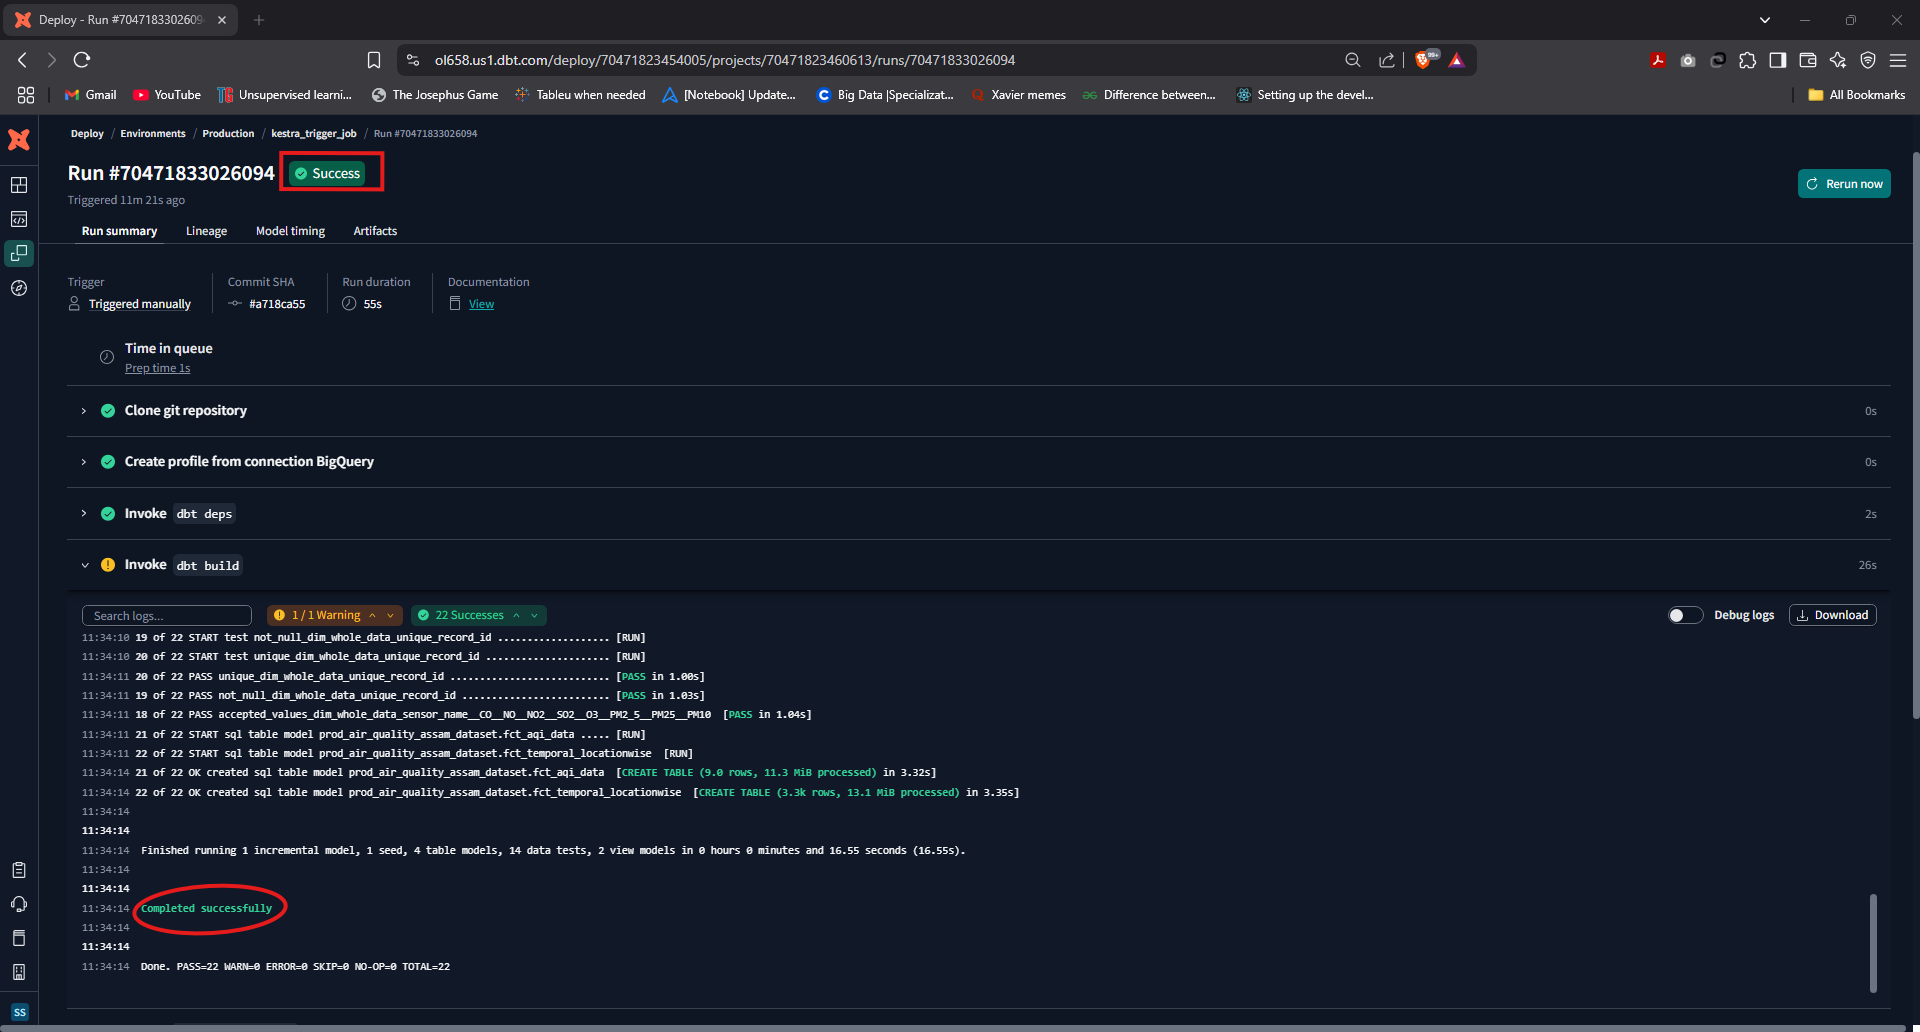 Deploy - Run #70471833026094
ol658.us1.dbt.com/deploy/70471823454005/projects/70471823460613/runs/70471833026094
99+
Gmail
YouTube
Unsupervised learni...
The Josephus Game
Tableu when needed
[Notebook] Update...
Big Data |Specializat...
Xavier memes
Difference between...
Setting up the devel...
All Bookmarks
Deploy / Environments / Production / kestra_trigger_job / Run #70471833026094
Run #70471833026094 Success
Triggered 11m 21s ago
Rerun now
Run summary Lineage Model timing Artifacts
Trigger Commit SHA Run duration Documentation
Triggered manually #a718ca55 55s View
Time in queue
Prep time 1s
Clone git repository 0s
Create profile from connection BigQuery 0s
Invoke dbt deps 2s
Invoke dbt build 26s
Search logs... 1 / 1 Warning 22 Successes Debug logs Download
11:34:10 19 of 22 START test not_null_dim_whole_data_unique_record_id ................... [RUN]
11:34:10 20 of 22 START test unique_dim_whole_data_unique_record_id ..................... [RUN]
11:34:11 20 of 22 PASS unique_dim_whole_data_unique_record_id ........................... [PASS in 1.00s]
11:34:11 19 of 22 PASS not_null_dim_whole_data_unique_record_id ......................... [PASS in 1.03s]
11:34:11 18 of 22 PASS accepted_values_dim_whole_data_sensor_name__CO__NO__NO2__SO2__O3__PM2_5__PM25__PM10 [PASS in 1.04s]
11:34:11 21 of 22 START sql table model prod_air_quality_assam_dataset.fct_aqi_data ..... [RUN]
11:34:11 22 of 22 START sql table model prod_air_quality_assam_dataset.fct_temporal_locationwise [RUN]
11:34:14 21 of 22 OK created sql table model prod_air_quality_assam_dataset.fct_aqi_data [CREATE TABLE (9.0 rows, 11.3 MiB processed) in 3.32s]
11:34:14 22 of 22 OK created sql table model prod_air_quality_assam_dataset.fct_temporal_locationwise [CREATE TABLE (3.3k rows, 13.1 MiB processed) in 3.35s]
11:34:14
11:34:14
11:34:14 Finished running 1 incremental model, 1 seed, 4 table models, 14 data tests, 2 view models in 0 hours 0 minutes and 16.55 seconds (16.55s).
11:34:14
11:34:14
11:34:14 Completed successfully
11:34:14
11:34:14
11:34:14 Done. PASS=22 WARN=0 ERROR=0 SKIP=0 NO-OP=0 TOTAL=22
SS